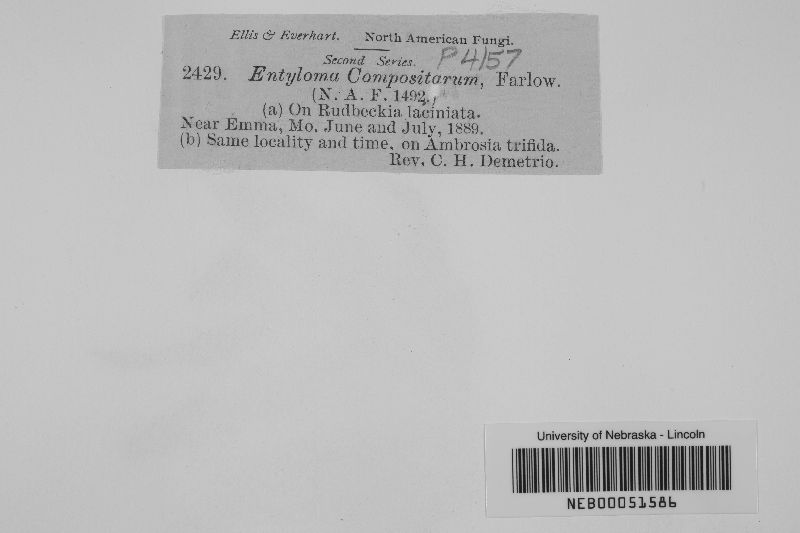 Ellis & Everhart. North American Fungi.
Second Series. P4157
2429. Entyloma Compositarum, Farlow.
(N. A. F. 1492.)
(a) On Rudbeckia laciniata.
Near Emma, Mo. June and July, 1889.
(b) Same locality and time, on Ambrosia trifida.
Rev. C. H. Demetrio.
University of Nebraska - Lincoln
NEB00051586